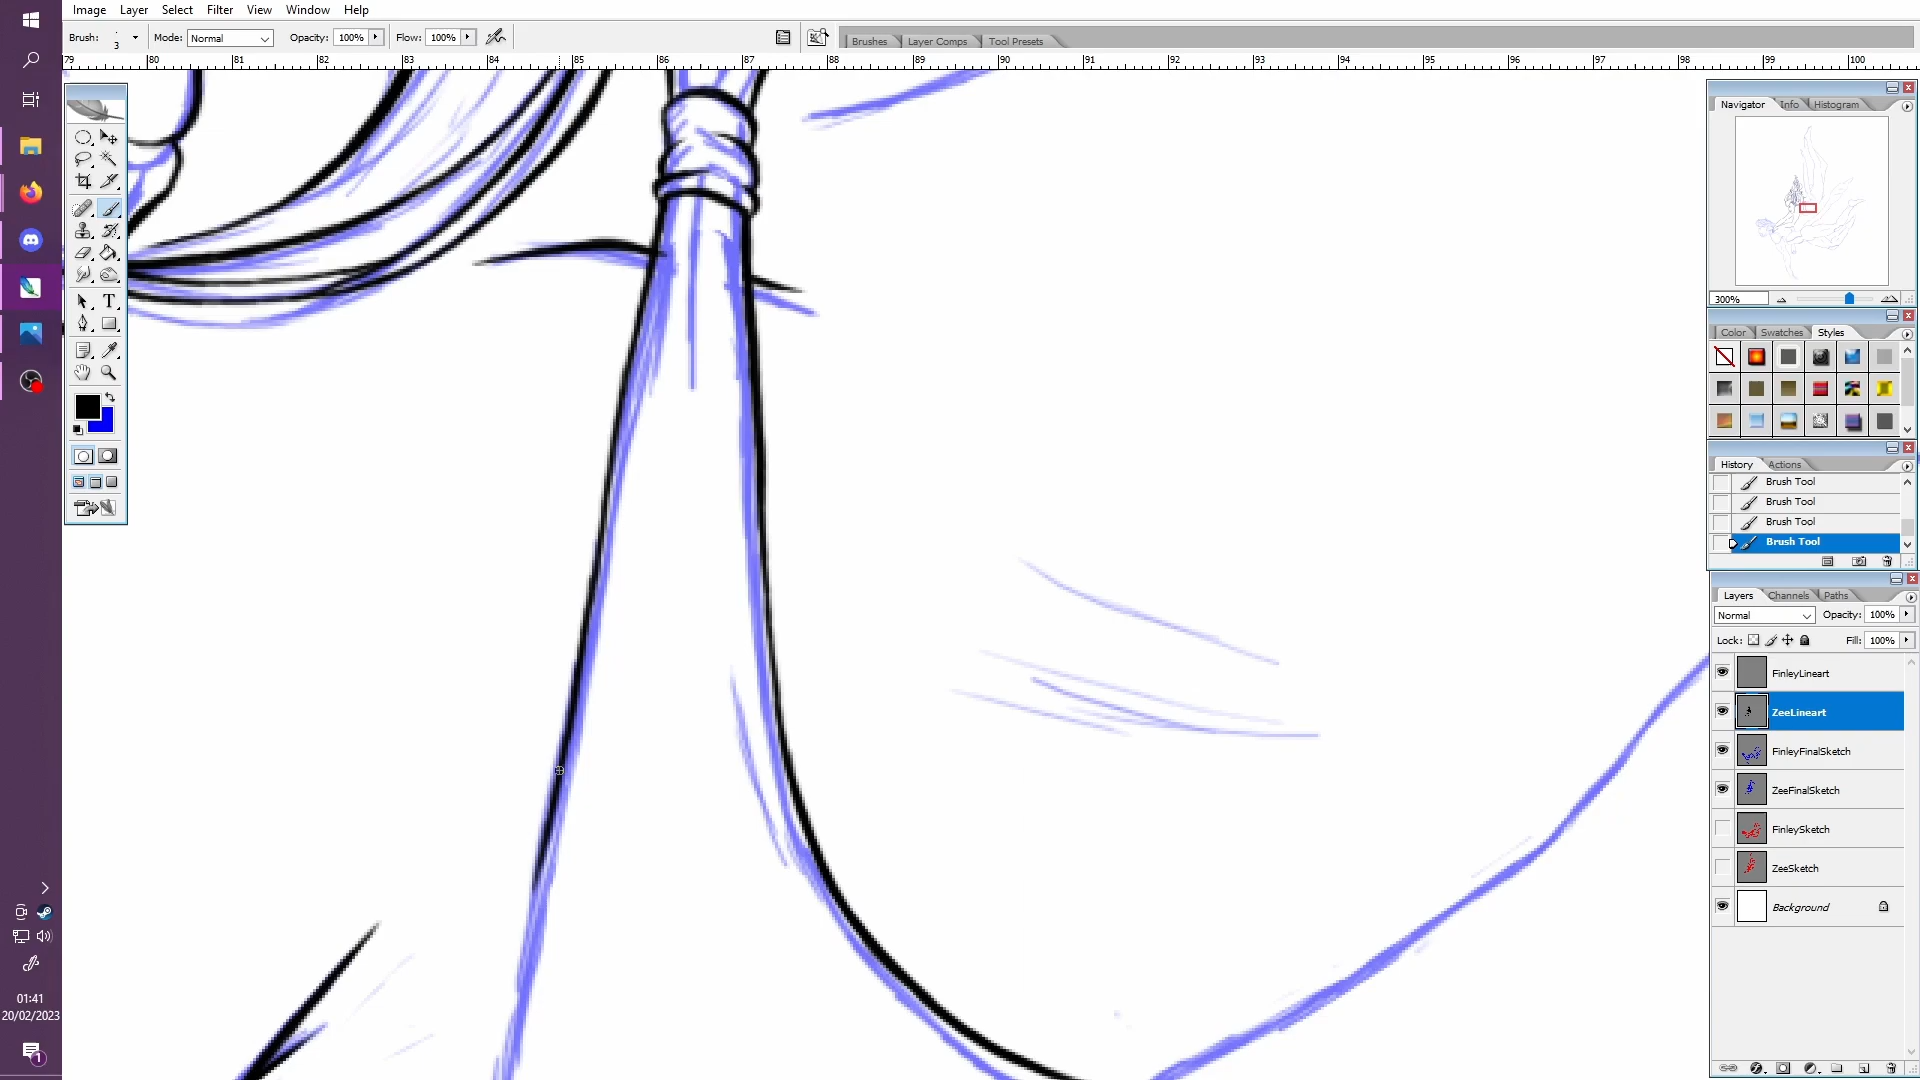 Image Layer Select Filter View Window Help
Brush: 3 Mode: Normal Opacity: 100% Flow: 100% Brushes Layer Comps Tool Presets
79 80 81 82 83 84 85 86 87 88 89 90 91 92 93 94 95 96 97 98 99 100
Navigator Info Histogram
300%
Color Swatches Styles
History Actions
Brush Tool
Brush Tool
Brush Tool
Brush Tool
Layers Channels Paths
Normal Opacity: 100%
Lock: Fill: 100%
FinleyLineart
ZeeLineart
FinleyFinalSketch
ZeeFinalSketch
FinleySketch
ZeeSketch
Background
T
01:41
20/02/2023
1